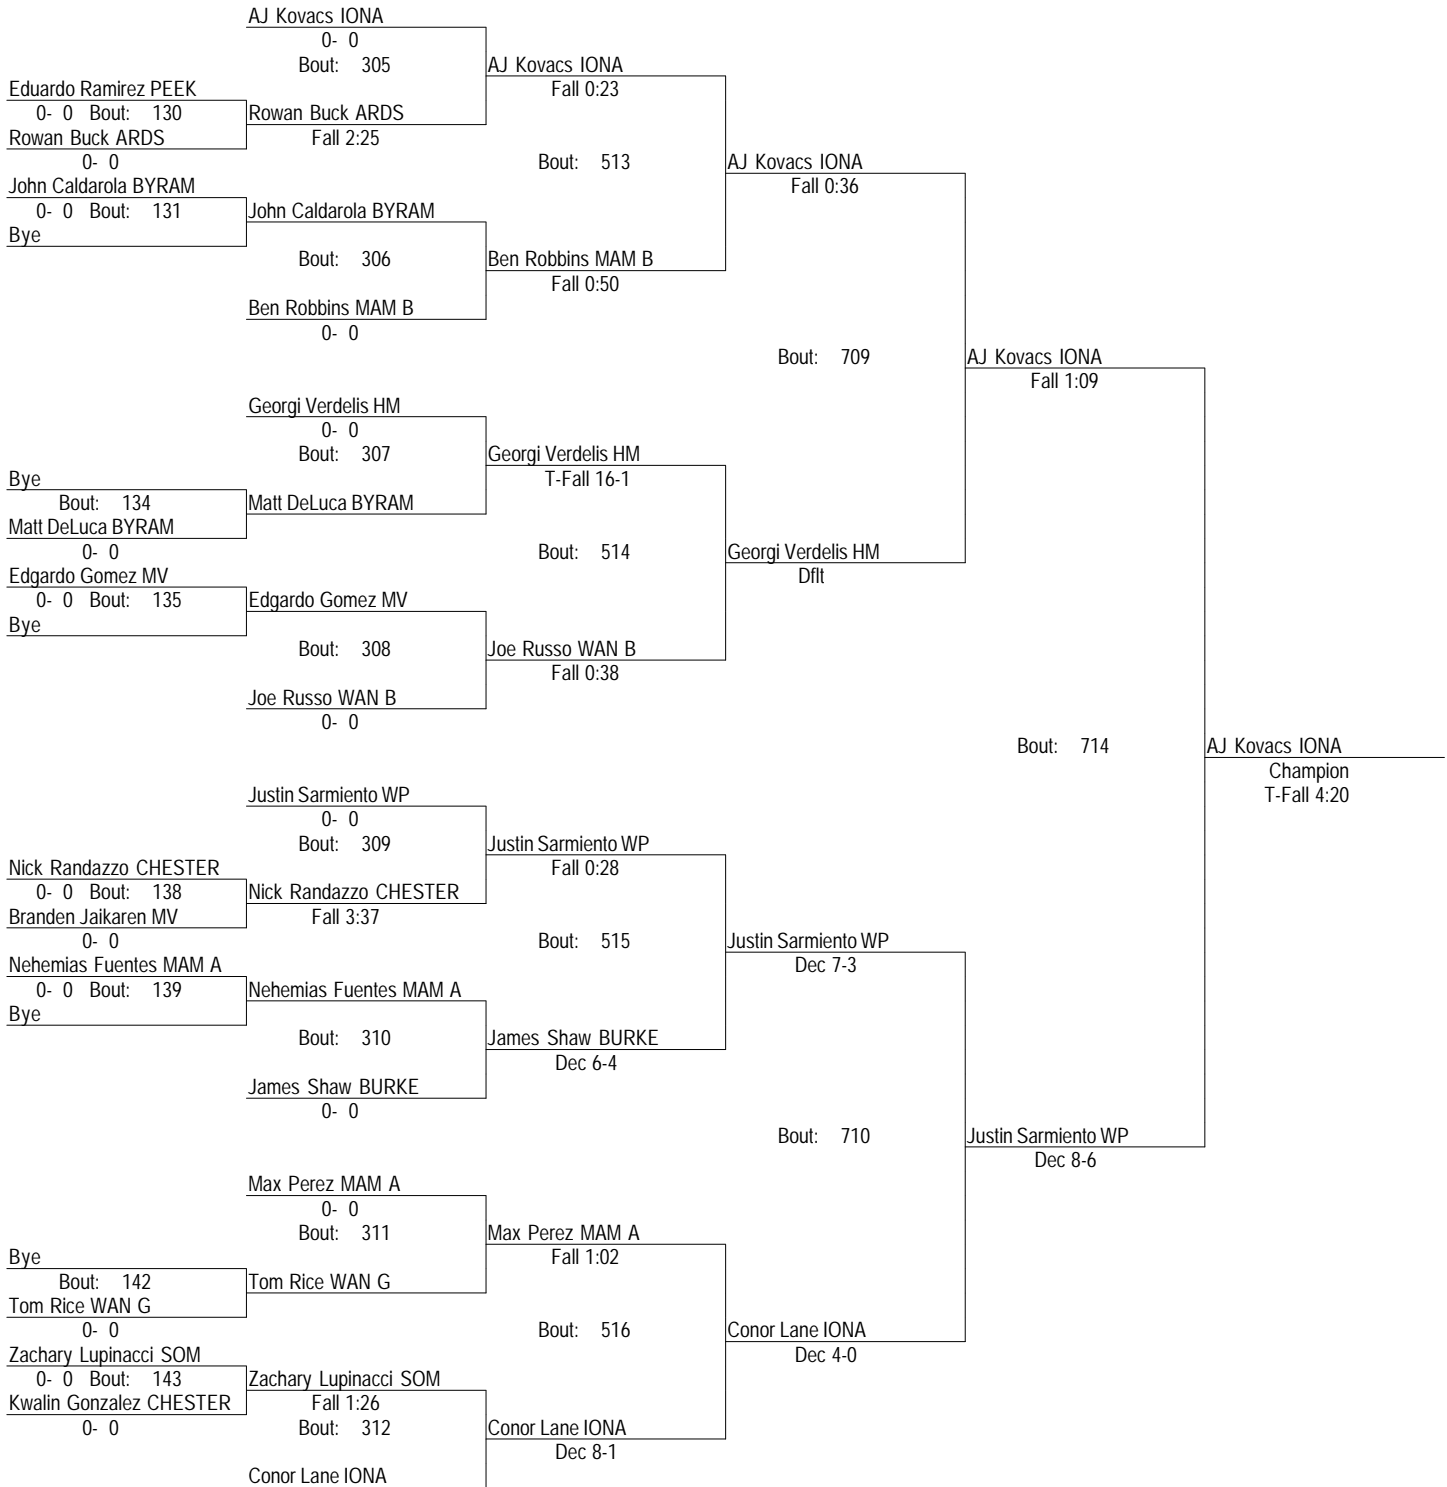 AJ Kovacs IONA
0- 0
Bout: 305
AJ Kovacs IONA
Eduardo Ramirez PEEK
Fall 0:23
0- 0 Bout: 130
Rowan Buck ARDS
Rowan Buck ARDS
Fall 2:25
0- 0
Bout: 513
AJ Kovacs IONA
John Caldarola BYRAM
Fall 0:36
0- 0 Bout: 131
John Caldarola BYRAM
Bye
Bout: 306
Ben Robbins MAM B
Fall 0:50
Ben Robbins MAM B
0- 0
Bout: 709
AJ Kovacs IONA
Fall 1:09
Georgi Verdelis HM
0- 0
Bout: 307
Georgi Verdelis HM
Bye
T-Fall 16-1
Bout: 134
Matt DeLuca BYRAM
Matt DeLuca BYRAM
0- 0
Bout: 514
Georgi Verdelis HM
Edgardo Gomez MV
Dflt
0- 0 Bout: 135
Edgardo Gomez MV
Bye
Bout: 308
Joe Russo WAN B
Fall 0:38
Joe Russo WAN B
0- 0
Bout: 714
AJ Kovacs IONA
Champion
T-Fall 4:20
Justin Sarmiento WP
0- 0
Bout: 309
Justin Sarmiento WP
Nick Randazzo CHESTER
Fall 0:28
0- 0 Bout: 138
Nick Randazzo CHESTER
Branden Jaikaren MV
Fall 3:37
0- 0
Bout: 515
Justin Sarmiento WP
Nehemias Fuentes MAM A
Dec 7-3
0- 0 Bout: 139
Nehemias Fuentes MAM A
Bye
Bout: 310
James Shaw BURKE
Dec 6-4
James Shaw BURKE
0- 0
Bout: 710
Justin Sarmiento WP
Dec 8-6
Max Perez MAM A
0- 0
Bout: 311
Max Perez MAM A
Bye
Fall 1:02
Bout: 142
Tom Rice WAN G
Tom Rice WAN G
0- 0
Bout: 516
Conor Lane IONA
Zachary Lupinacci SOM
Dec 4-0
0- 0 Bout: 143
Zachary Lupinacci SOM
Kwalin Gonzalez CHESTER
Fall 1:26
0- 0
Bout: 312
Conor Lane IONA
Dec 8-1
Conor Lane IONA